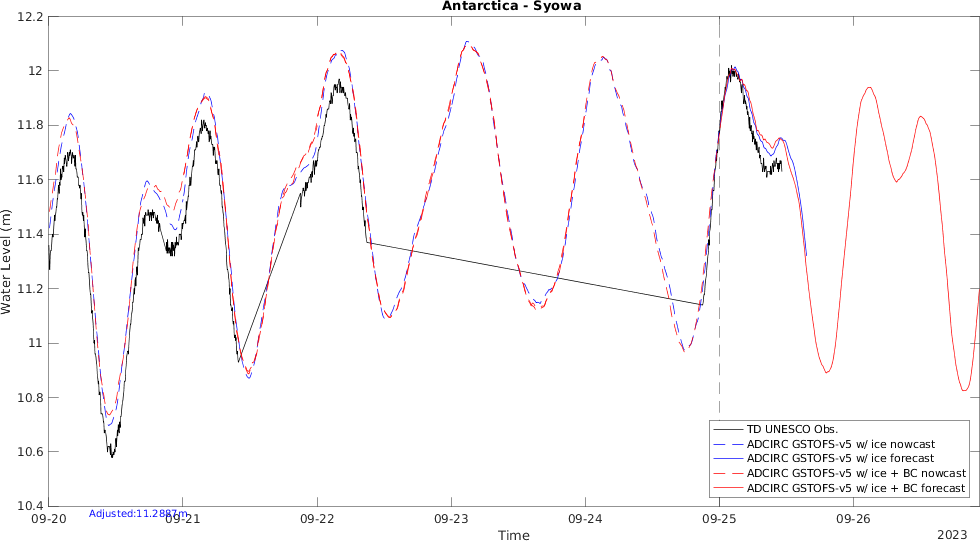 Antarctica - Syowa
12.2
12
11.8
11.6
11.4
11.2
11
10.8
10.6
10.4
Water Level (m)
TD UNESCO Obs.
ADCIRC GSTOFS-v5 w/ ice nowcast
ADCIRC GSTOFS-v5 w/ ice forecast
ADCIRC GSTOFS-v5 w/ ice + BC nowcast
ADCIRC GSTOFS-v5 w/ ice + BC forecast
09-20 09-21 09-22 09-23 09-24 09-25 09-26
Adjusted:11.2887m
Time
2023